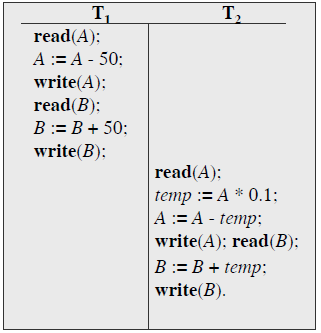 T1 T2
read(A);
A := A - 50;
write(A);
read(B);
B := B + 50;
write(B);
read(A);
temp := A * 0.1;
A := A - temp;
write(A); read(B);
B := B + temp;
write(B).